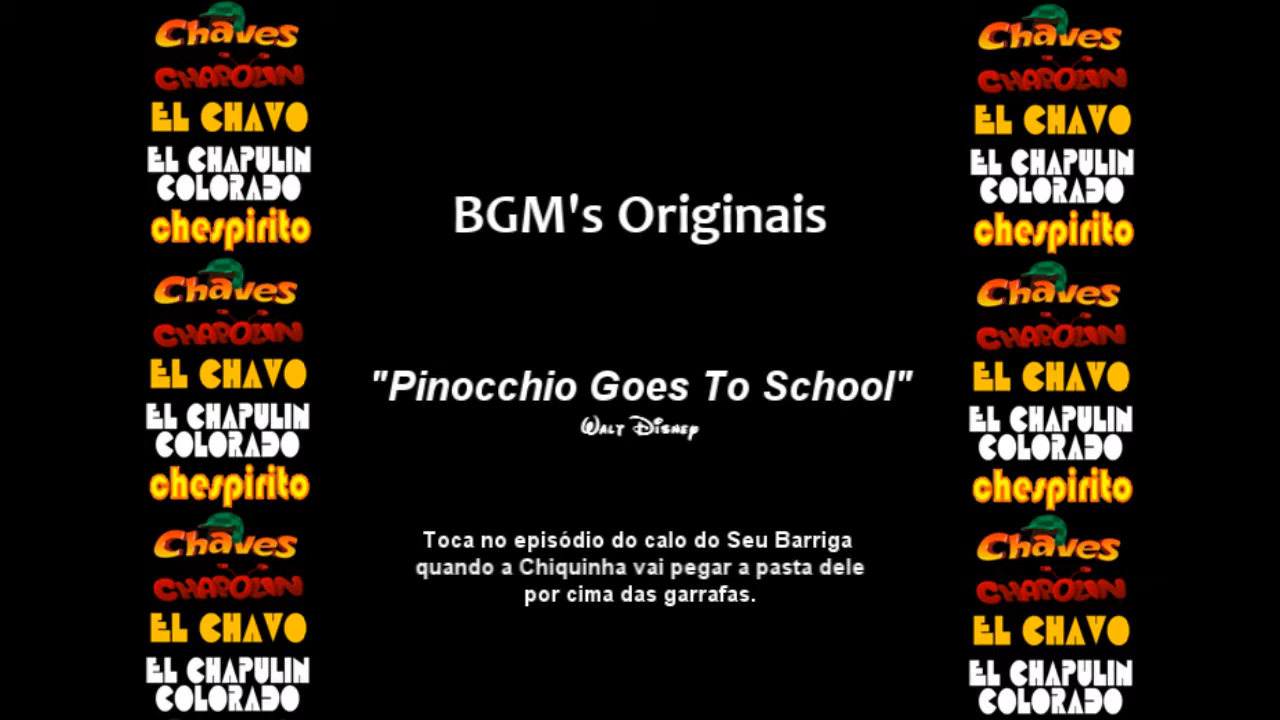 Chaves
CHAPOLIN
EL CHAVO
EL CHAPULIN
COLORADO
chespirito
Chaves
CHAPOLIN
EL CHAVO
EL CHAPULIN
COLORADO
chespirito
Chaves
CHAPOLIN
EL CHAVO
EL CHAPULIN
COLORADO
BGM's Originais
"Pinocchio Goes To School"
WALT DISNEY
Toca no episódio do calo do Seu Barriga
quando a Chiquinha vai pegar a pasta dele
por cima das garrafas.
Chaves
CHAPOLIN
EL CHAVO
EL CHAPULIN
COLORADO
chespirito
Chaves
CHAPOLIN
EL CHAVO
EL CHAPULIN
COLORADO
chespirito
Chaves
CHAPOLIN
EL CHAVO
EL CHAPULIN
COLORADO